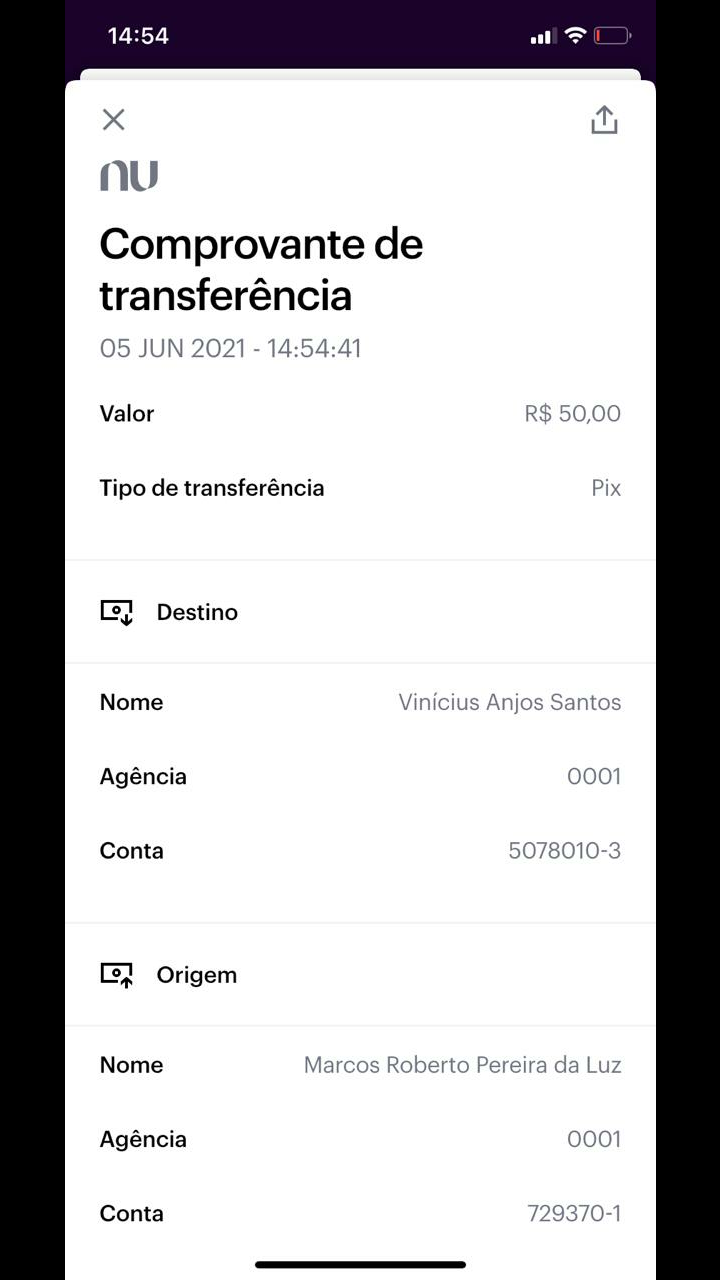 14:54
nu
Comprovante de
transferência
05 JUN 2021 - 14:54:41
Valor R$ 50,00
Tipo de transferência Pix
Destino
Nome Vinícius Anjos Santos
Agência 0001
Conta 5078010-3
Origem
Nome Marcos Roberto Pereira da Luz
Agência 0001
Conta 729370-1